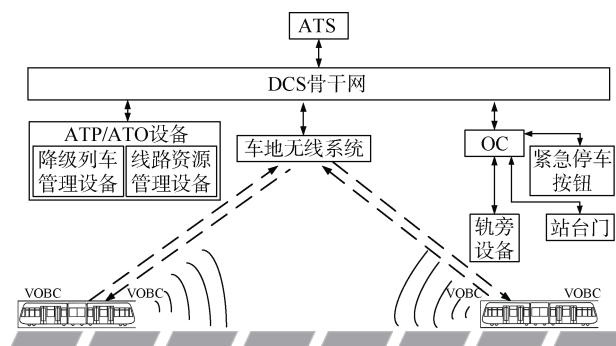 ATS
DCS骨干网
ATP/ATO设备
降级列车
管理设备
线路资源
管理设备
车地无线系统
OC
紧急停车
按钮
轨旁
设备
站台门
VOBC
VOBC
VOBC
VOBC